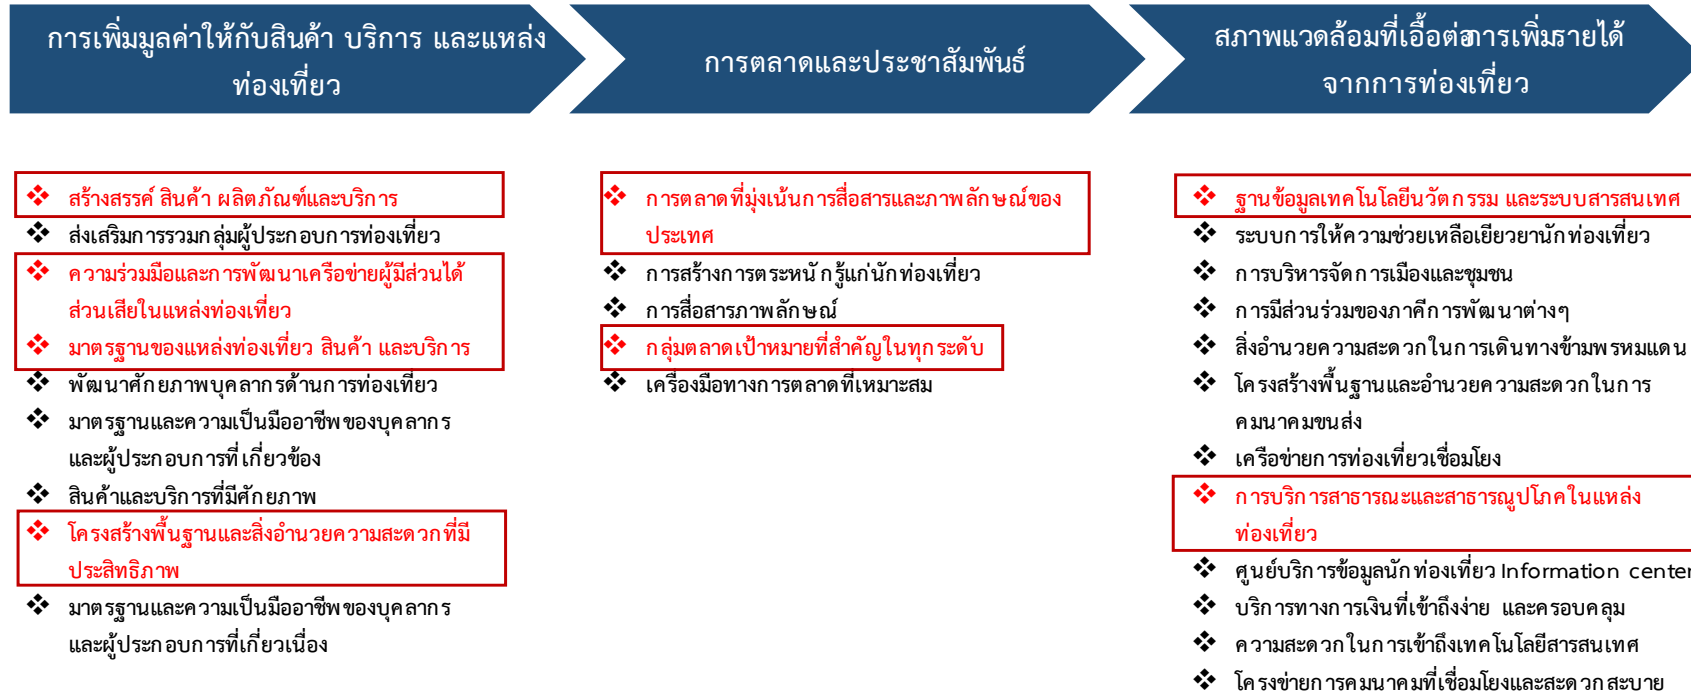 การเพิ่มมูลค่าให้กับสินค้า บริการ และแหล่ง
ท่องเที่ยว
การตลาดและประชาสัมพันธ์
สภาพแวดล้อมที่เอื้อต่อการเพิ่มรายได้
จากการท่องเที่ยว
❖ สร้างสรรค์ สินค้า ผลิตภัณฑ์และบริการ
❖ ส่งเสริมการรวมกลุ่มผู้ประกอบการท่องเที่ยว
❖ ความร่วมมือและการพัฒนาเครือข่ายผู้มีส่วนได้
ส่วนเสียในแหล่งท่องเที่ยว
❖ มาตรฐานของแหล่งท่องเที่ยว สินค้า และบริการ
❖ พัฒนาศักยภาพบุคลากรด้านการท่องเที่ยว
❖ มาตรฐานและความเป็นมืออาชีพของบุคลากร
และผู้ประกอบการที่เกี่ยวข้อง
❖ สินค้าและบริการที่มีศักยภาพ
❖ โครงสร้างพื้นฐานและสิ่งอำนวยความสะดวกที่มี
ประสิทธิภาพ
❖ มาตรฐานและความเป็นมืออาชีพของบุคลากร
และผู้ประกอบการที่เกี่ยวเนื่อง
❖ การตลาดที่มุ่งเน้นการสื่อสารและภาพลักษณ์ของ
ประเทศ
❖ การสร้างการตระหนักรู้แก่นักท่องเที่ยว
❖ การสื่อสารภาพลักษณ์
❖ กลุ่มตลาดเป้าหมายที่สำคัญในทุกระดับ
❖ เครื่องมือทางการตลาดที่เหมาะสม
❖ ฐานข้อมูลเทคโนโลยีนวัตกรรม และระบบสารสนเทศ
❖ ระบบการให้ความช่วยเหลือเยียวยานักท่องเที่ยว
❖ การบริหารจัดการเมืองและชุมชน
❖ การมีส่วนร่วมของภาคีการพัฒนาต่างๆ
❖ สิ่งอำนวยความสะดวกในการเดินทางข้ามพรหมแดน
❖ โครงสร้างพื้นฐานและอำนวยความสะดวกในการ
คมนาคมขนส่ง
❖ เครือข่ายการท่องเที่ยวเชื่อมโยง
❖ การบริการสาธารณะและสาธารณูปโภคในแหล่ง
ท่องเที่ยว
❖ ศูนย์บริการข้อมูลนักท่องเที่ยว Information center
❖ บริการทางการเงินที่เข้าถึงง่าย และครอบคลุม
❖ ความสะดวกในการเข้าถึงเทคโนโลยีสารสนเทศ
❖ โครงข่ายการคมนาคมที่เชื่อมโยงและสะดวกสบาย